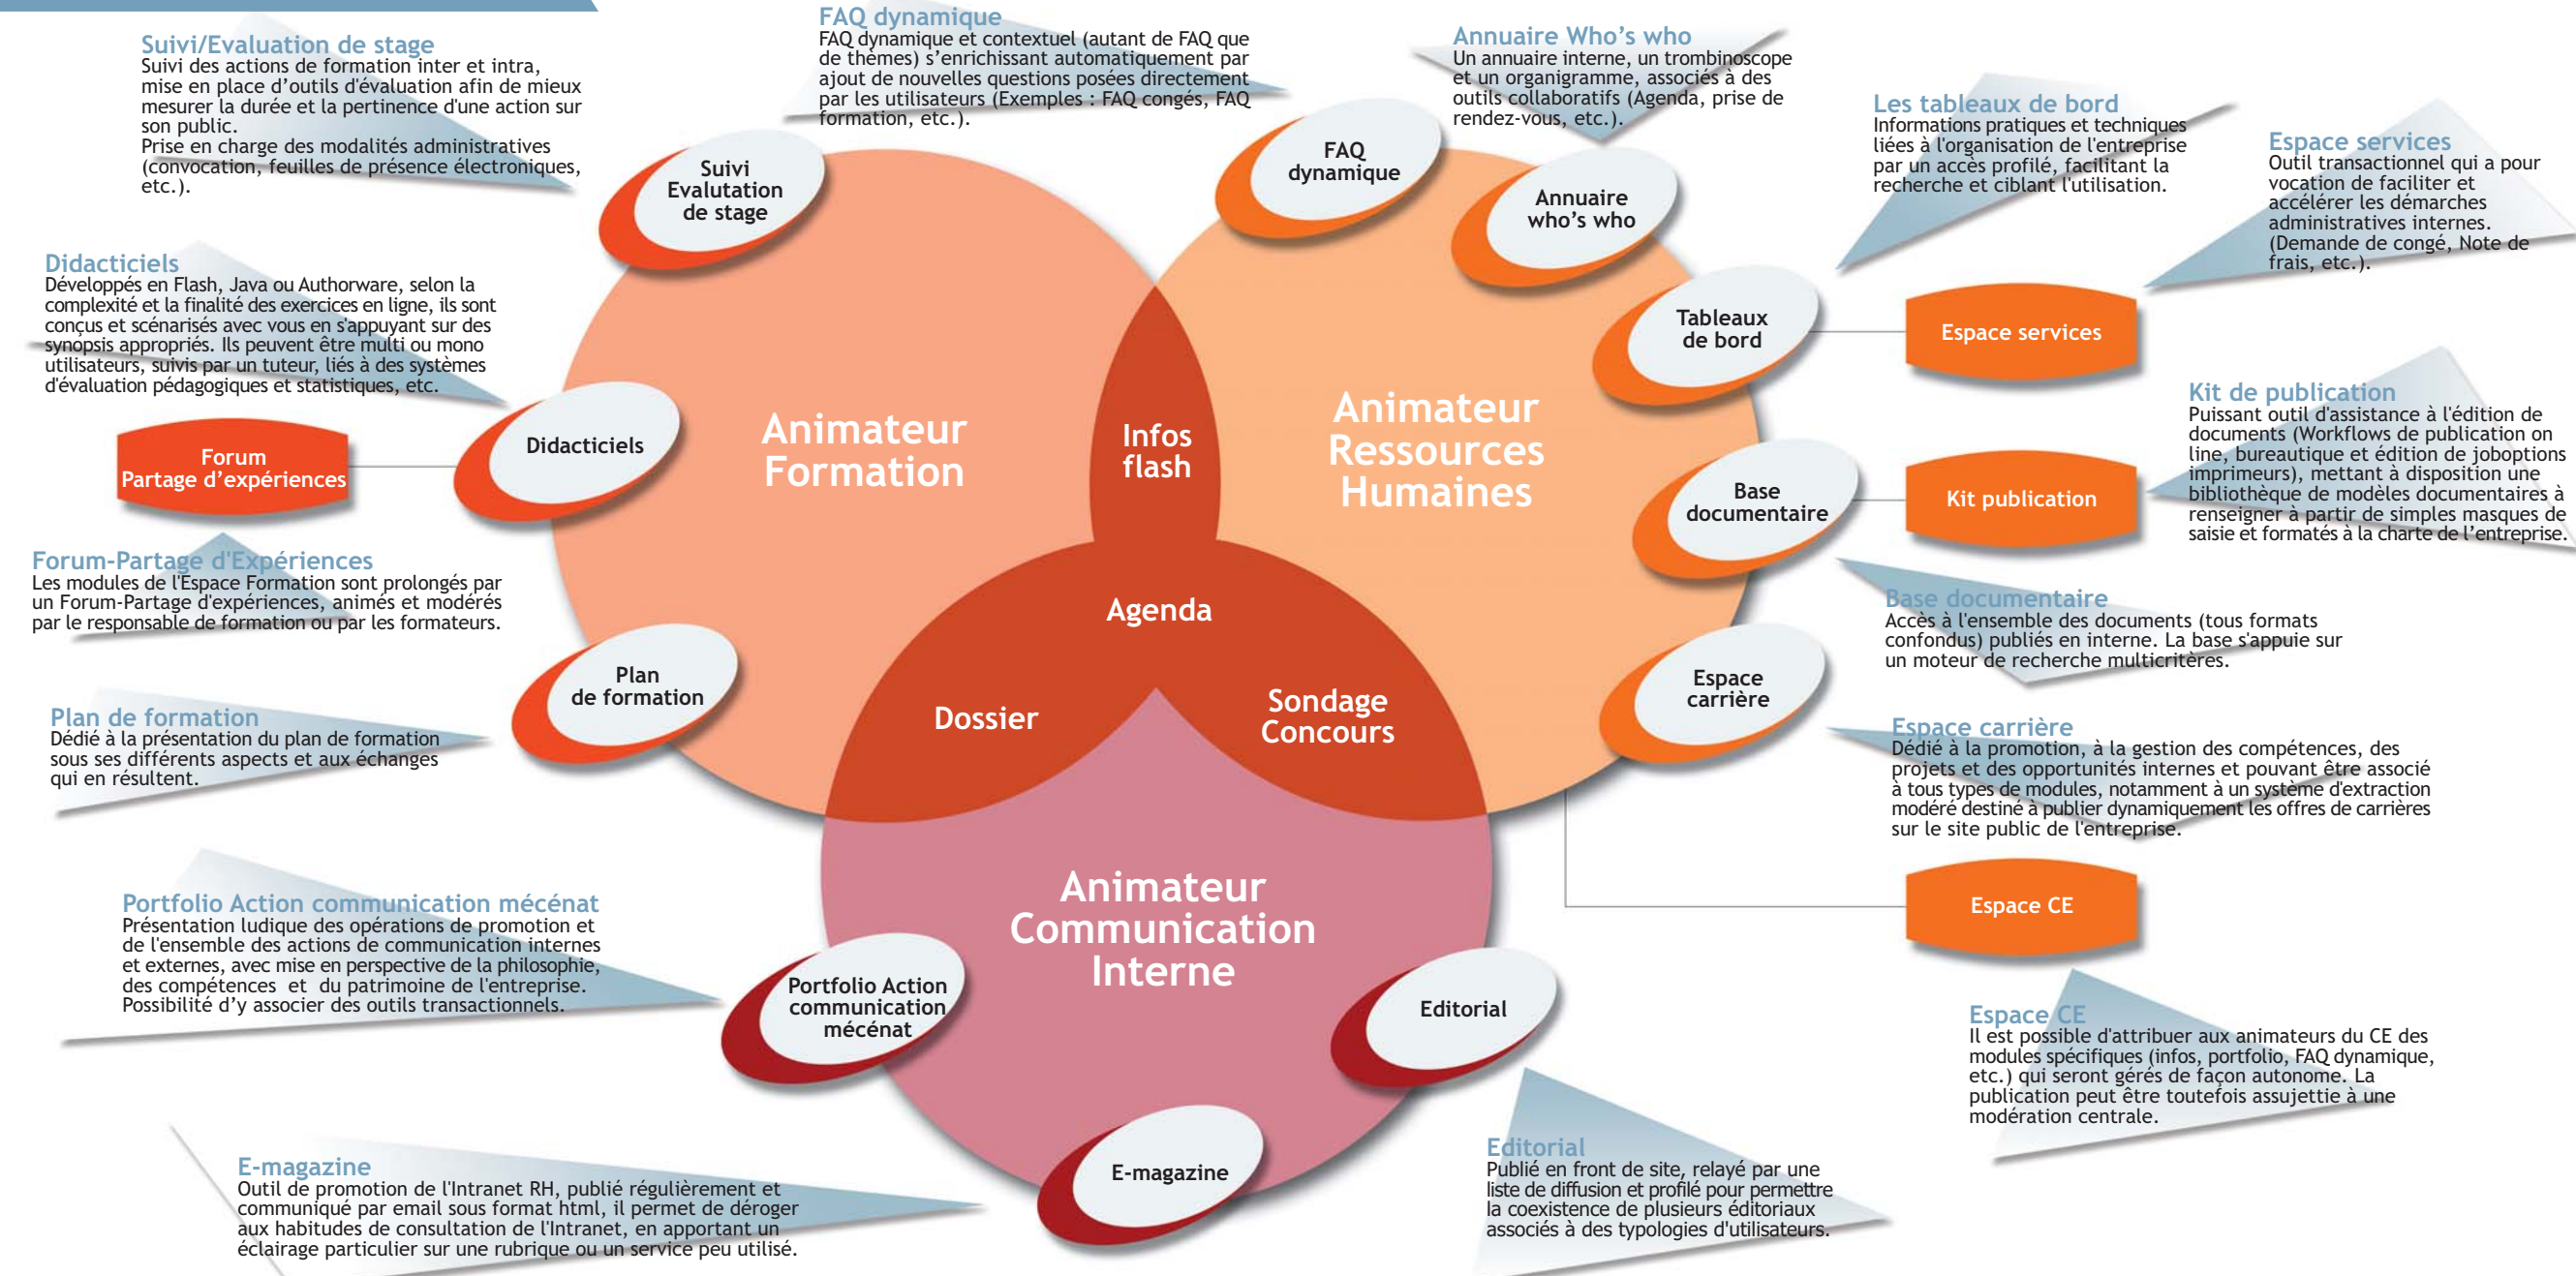 Suivi/Evaluation de stage
Suivi des actions de formation inter et intra,
mise en place d’outils d'évaluation afin de mieux
mesurer la durée et la pertinence d'une action sur
son public.
Prise en charge des modalités administratives
(convocation, feuilles de présence électroniques,
etc.).
FAQ dynamique
FAQ dynamique et contextuel (autant de FAQ que
de thèmes) s’enrichissant automatiquement par
ajout de nouvelles questions posées directement
par les utilisateurs (Exemples : FAQ congés, FAQ
formation, etc.).
Annuaire Who’s who
Un annuaire interne, un trombinoscope
et un organigramme, associés à des
outils collaboratifs (Agenda, prise de
rendez-vous, etc.).
Les tableaux de bord
Informations pratiques et techniques
liées à l'organisation de l'entreprise
par un accès profilé, facilitant la
recherche et ciblant l'utilisation.
Espace services
Outil transactionnel qui a pour
vocation de faciliter et
accélérer les démarches
administratives internes.
(Demande de congé, Note de
frais, etc.).
Suivi
Evalutation
de stage
FAQ
dynamique
Annuaire
who’s who
Tableaux
de bord
Espace services
Didacticiels
Développés en Flash, Java ou Authorware, selon la
complexité et la finalité des exercices en ligne, ils sont
conçus et scénarisés avec vous en s'appuyant sur des
synopsis appropriés. Ils peuvent être multi ou mono
utilisateurs, suivis par un tuteur, liés à des systèmes
d'évaluation pédagogiques et statistiques, etc.
Forum
Partage d’expériences
Didacticiels
Animateur
Formation
Infos
flash
Animateur
Ressources
Humaines
Base
documentaire
Kit publication
Kit de publication
Puissant outil d'assistance à l'édition de
documents (Workflows de publication on
line, bureautique et édition de joboptions
imprimeurs), mettant à disposition une
bibliothèque de modèles documentaires à
renseigner à partir de simples masques de
saisie et formatés à la charte de l’entreprise.
Forum-Partage d'Expériences
Les modules de l'Espace Formation sont prolongés par
un Forum-Partage d'expériences, animés et modérés
par le responsable de formation ou par les formateurs.
Agenda
Base documentaire
Accès à l'ensemble des documents (tous formats
confondus) publiés en interne. La base s'appuie sur
un moteur de recherche multicritères.
Plan
de formation
Dossier
Sondage
Concours
Espace
carrière
Plan de formation
Dédié à la présentation du plan de formation
sous ses différents aspects et aux échanges
qui en résultent.
Espace carrière
Dédié à la promotion, à la gestion des compétences, des
projets et des opportunités internes et pouvant être associé
à tous types de modules, notamment à un système d'extraction
modéré destiné à publier dynamiquement les offres de carrières
sur le site public de l'entreprise.
Portfolio Action communication mécénat
Présentation ludique des opérations de promotion et
de l'ensemble des actions de communication internes
et externes, avec mise en perspective de la philosophie,
des compétences et du patrimoine de l'entreprise.
Possibilité d’y associer des outils transactionnels.
Animateur
Communication
Interne
Espace CE
Portfolio Action
communication
mécénat
Editorial
Espace CE
Il est possible d'attribuer aux animateurs du CE des
modules spécifiques (infos, portfolio, FAQ dynamique,
etc.) qui seront gérés de façon autonome. La
publication peut être toutefois assujettie à une
modération centrale.
E-magazine
Outil de promotion de l'Intranet RH, publié régulièrement et
communiqué par email sous format html, il permet de déroger
aux habitudes de consultation de l'Intranet, en apportant un
éclairage particulier sur une rubrique ou un service peu utilisé.
E-magazine
Editorial
Publié en front de site, relayé par une
liste de diffusion et profilé pour permettre
la coexistence de plusieurs éditoriaux
associés à des typologies d'utilisateurs.